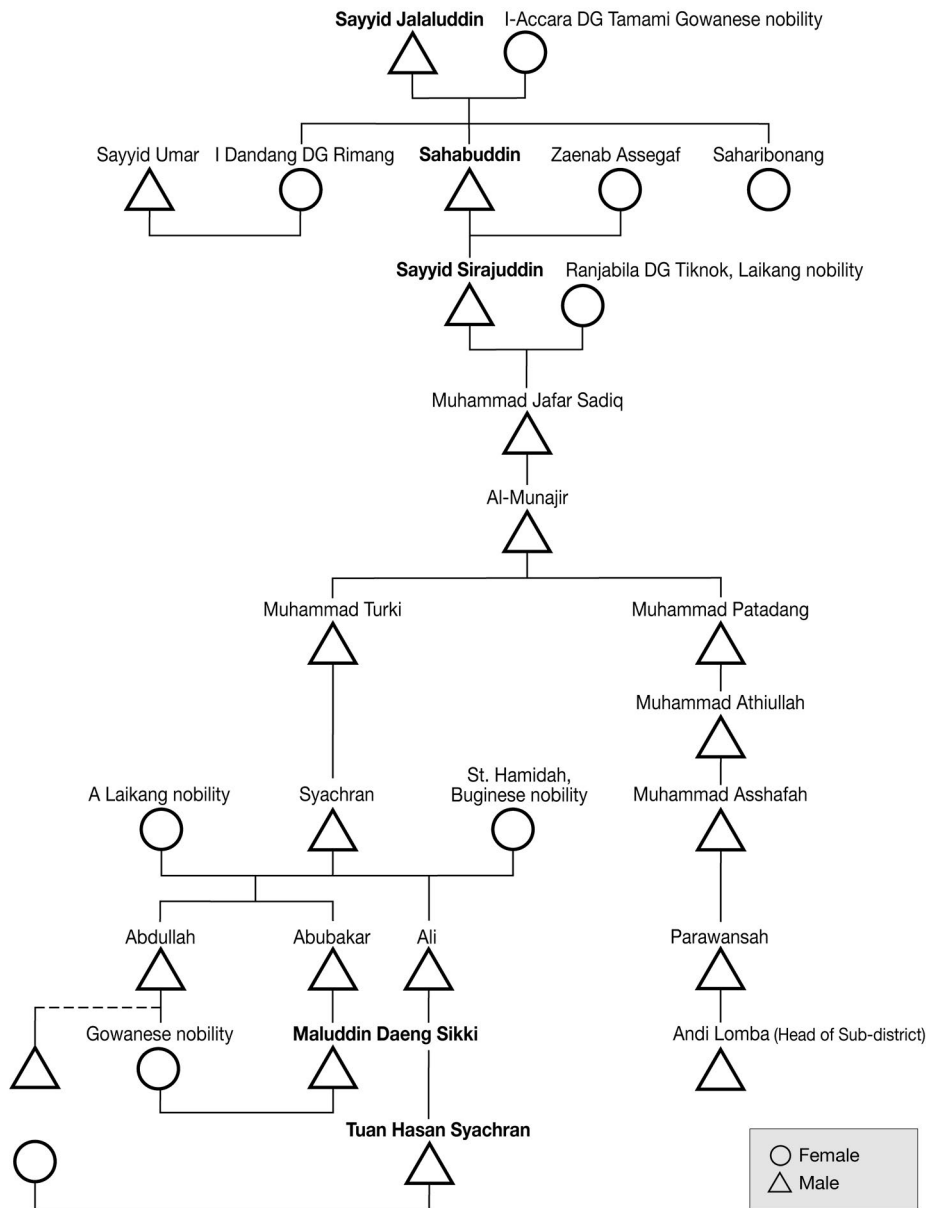 Sayyid Jalaluddin
I-Accara DG Tamami Gowanese nobility
Sayyid Umar
I Dandang DG Rimang
Sahabuddin
Zaenab Assegaf
Saharibonang
Sayyid Sirajuddin
Ranjabila DG Tiknok, Laikang nobility
Muhammad Jafar Sadiq
Al-Munajir
Muhammad Turki
Muhammad Patadang
Muhammad Athiullah
A Laikang nobility
Syachran
St. Hamidah,
Buginese nobility
Muhammad Asshafah
Abdullah
Abubakar
Ali
Parawansah
Gowanese nobility
Maluddin Daeng Sikki
Andi Lomba (Head of Sub-district)
Tuan Hasan Syachran
Female
Male